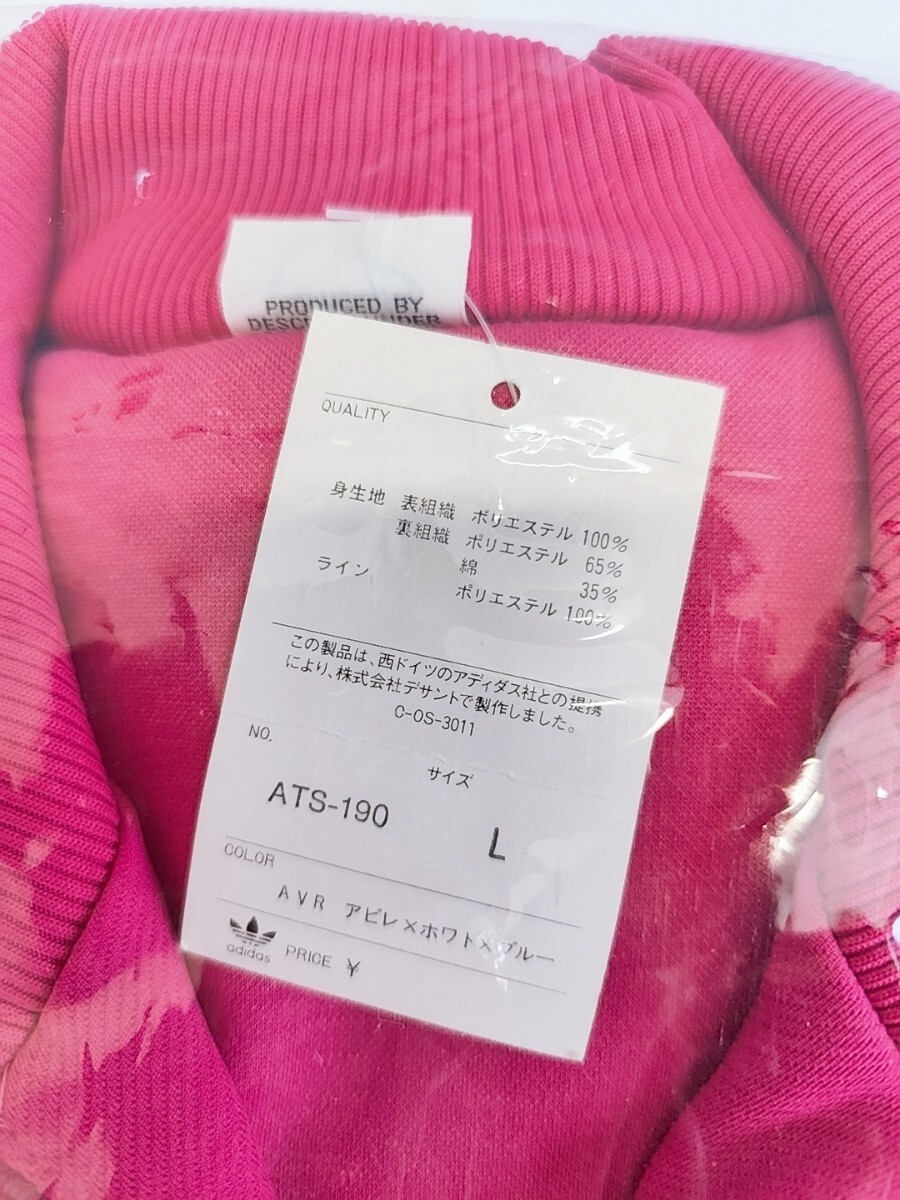 PRODUCED BY
QUALITY
身生地 表組織 ポリエステル 100%
裏組織 ポリエステル 65%
綿 35%
ライン ポリエステル 100%
この製品は、西ドイツのアディダス社との提携
により、株式会社デサントで製作しました。
C-OS-3011
NO.
サイズ
ATS-190 L
COLOR
AVR アビレ×ホワト×ブルー
adidas PRICE ¥